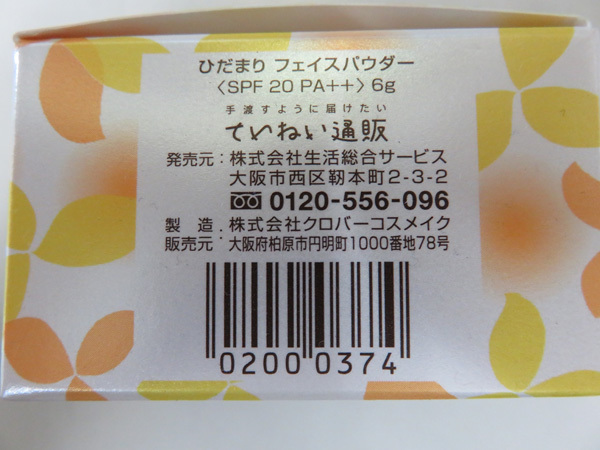 ひだまり フェイスパウダー
〈SPF 20 PA++〉6g
手渡すように届けたい
ていねい通販
発売元:株式会社生活総合サービス
大阪市西区靭本町2-3-2
0120-556-096
製 造 . 株式会社クロバーコスメイク
販売元 : 大阪府柏原市円明町1000番地78号
02000374